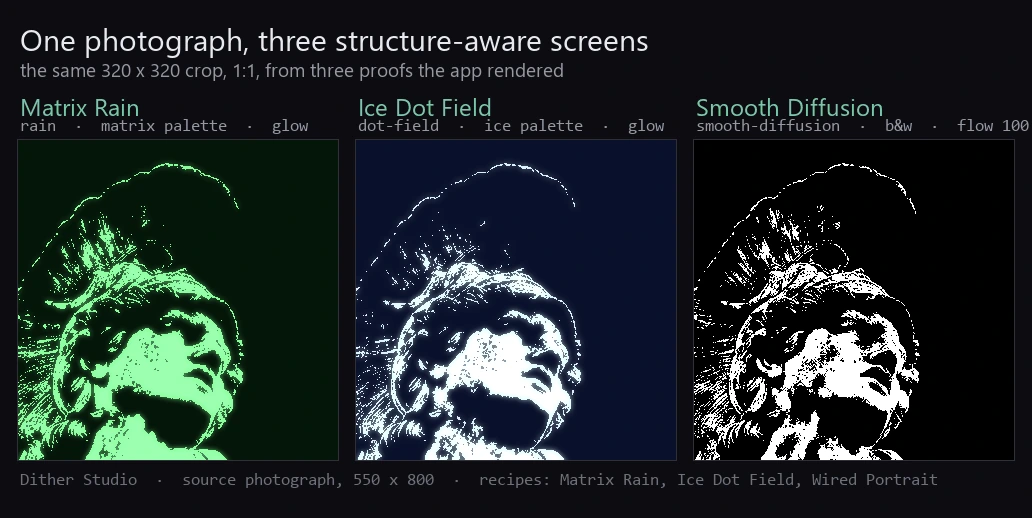 One photograph, three structure-aware screens
the same 320 x 320 crop, 1:1, from three proofs the app rendered
Matrix Rain
rain · matrix palette · glow
Ice Dot Field
dot-field · ice palette · glow
Smooth Diffusion
smooth-diffusion · b&w · flow 100
Dither Studio · source photograph, 550 x 800 · recipes: Matrix Rain, Ice Dot Field, Wired Portrait